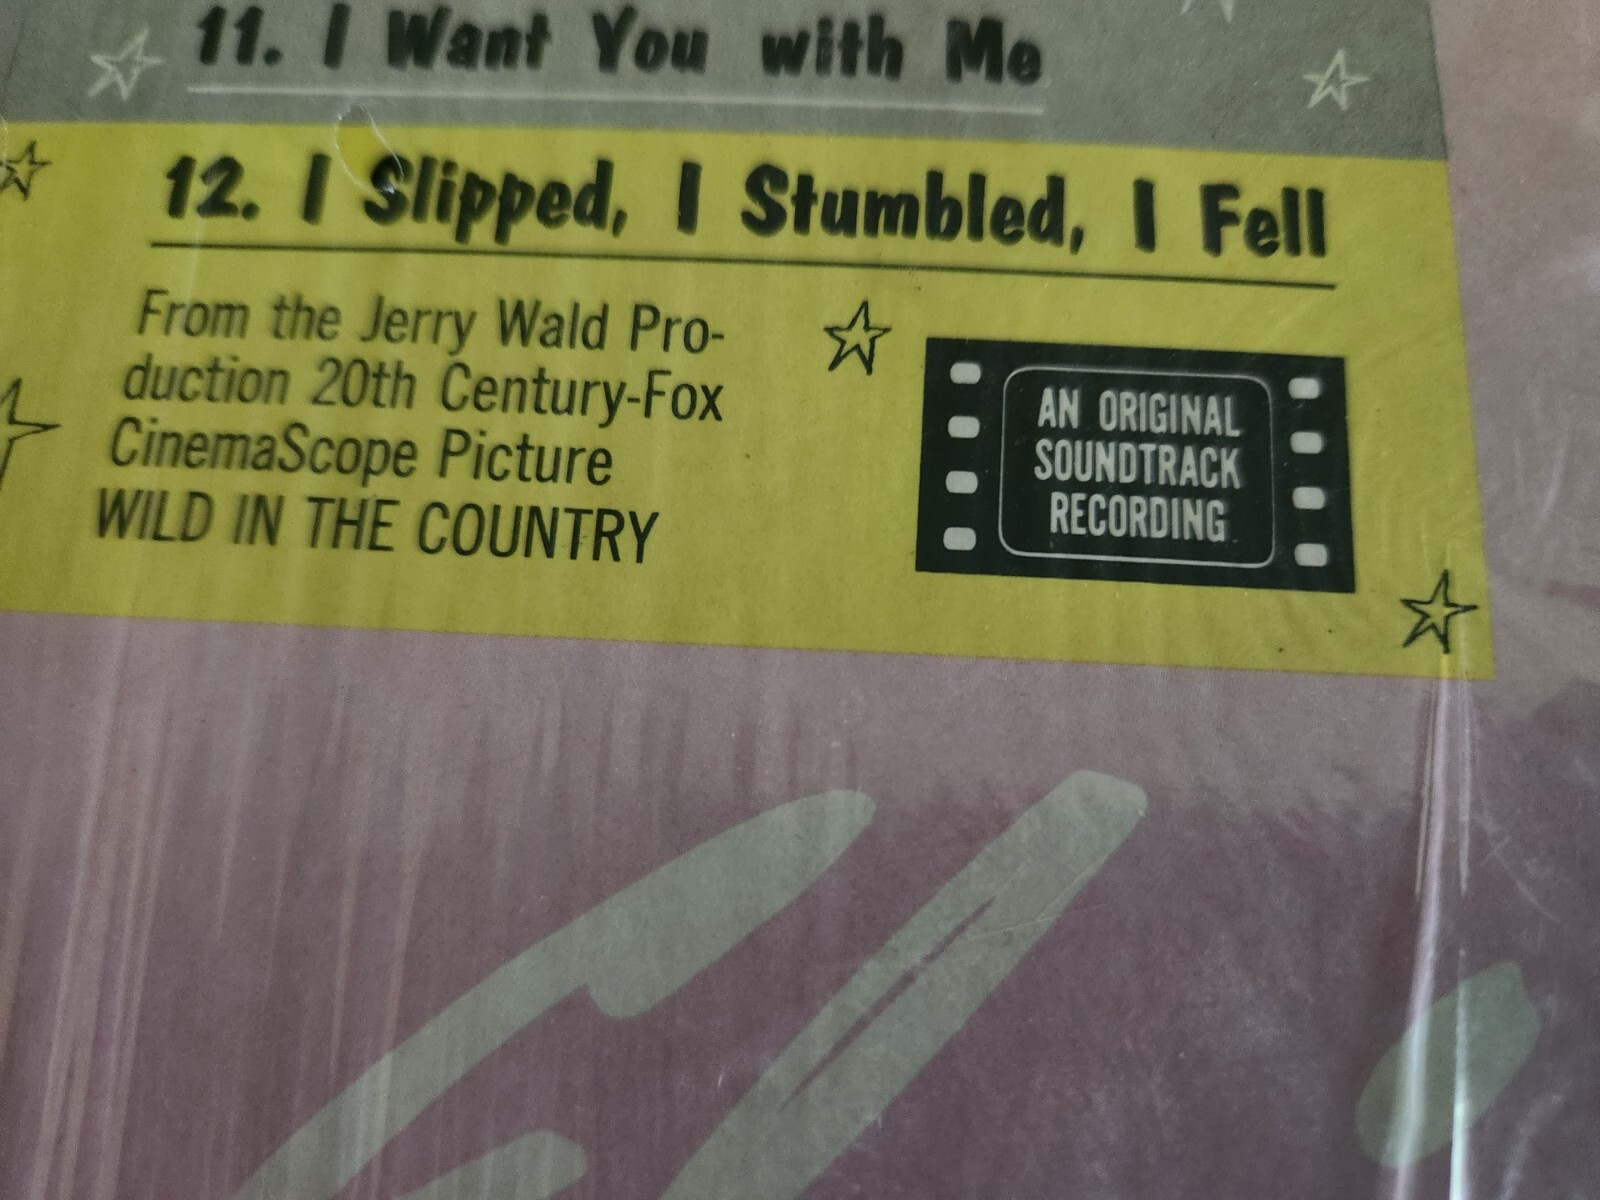 11. I Want You with Me
12. I Slipped, I Stumbled, I Fell
From the Jerry Wald Pro-
duction 20th Century-Fox
CinemaScope Picture
WILD IN THE COUNTRY
AN ORIGINAL
SOUNDTRACK
RECORDING